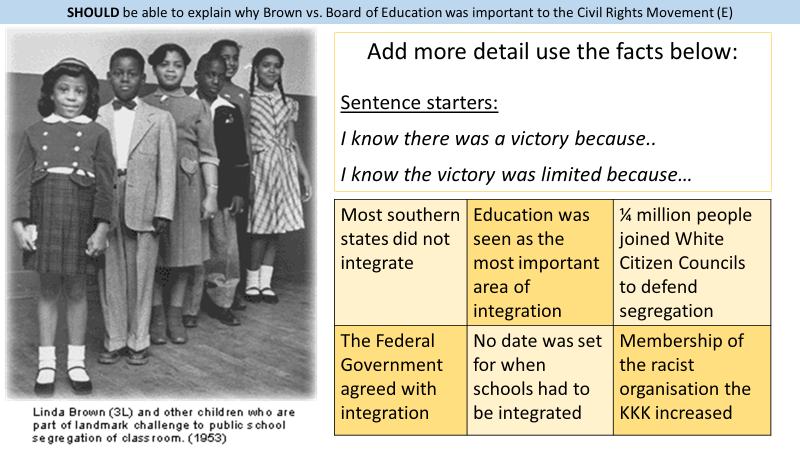 SHOULD be able to explain why Brown vs. Board of Education was important to the Civil Rights Movement (E)
Add more detail use the facts below:
Sentence starters:
I know there was a victory because..
I know the victory was limited because…
Most southern
states did not
integrate
Education was
seen as the
most important
area of
integration
¼ million people
joined White
Citizen Councils
to defend
segregation
The Federal
Government
agreed with
integration
No date was set
for when
schools had to
be integrated
Membership of
the racist
organisation the
KKK increased
Linda Brown (3L) and other children who are
part of landmark challenge to public school
segregation of classroom. (1953)